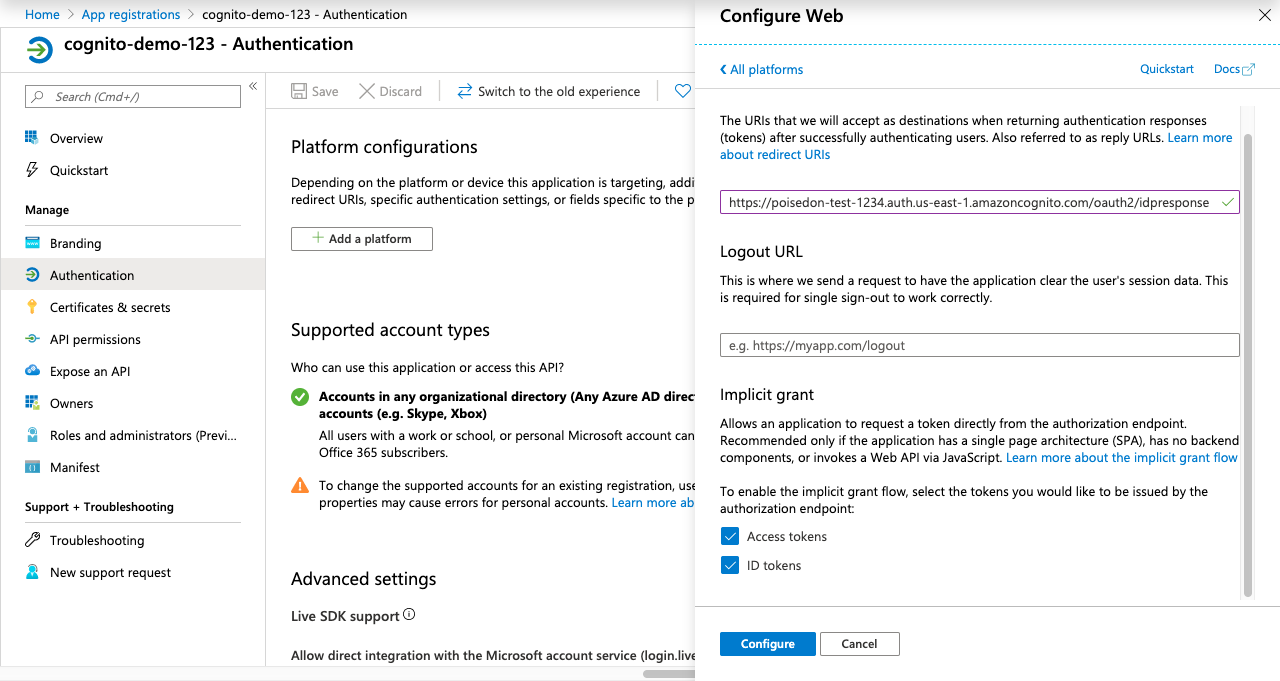 Home > App registrations > cognito-demo-123 - Authentication
cognito-demo-123 - Authentication
Search (Cmd+/)
«
Overview
Quickstart
Manage
Branding
Authentication
Certificates & secrets
API permissions
Expose an API
Owners
Roles and administrators (Previ...
Manifest
Support + Troubleshooting
Troubleshooting
New support request
Save
Discard
Switch to the old experience
Platform configurations
Depending on the platform or device this application is targeting, addi
redirect URIs, specific authentication settings, or fields specific to the p
+ Add a platform
Supported account types
Who can use this application or access this API?
Accounts in any organizational directory (Any Azure AD direc
accounts (e.g. Skype, Xbox)
All users with a work or school, or personal Microsoft account can
Office 365 subscribers.
To change the supported accounts for an existing registration, use
properties may cause errors for personal accounts. Learn more ab
Advanced settings
Live SDK support
Allow direct integration with the Microsoft account service (login.live
Configure Web
All platforms
Quickstart
Docs
The URIs that we will accept as destinations when returning authentication responses
(tokens) after successfully authenticating users. Also referred to as reply URLs. Learn more
about redirect URIs
https://poisedon-test-1234.auth.us-east-1.amazoncognito.com/oauth2/idpresponse
Logout URL
This is where we send a request to have the application clear the user's session data. This
is required for single sign-out to work correctly.
e.g. https://myapp.com/logout
Implicit grant
Allows an application to request a token directly from the authorization endpoint.
Recommended only if the application has a single page architecture (SPA), has no backend
components, or invokes a Web API via JavaScript. Learn more about the implicit grant flow
To enable the implicit grant flow, select the tokens you would like to be issued by the
authorization endpoint:
Access tokens
ID tokens
Configure
Cancel